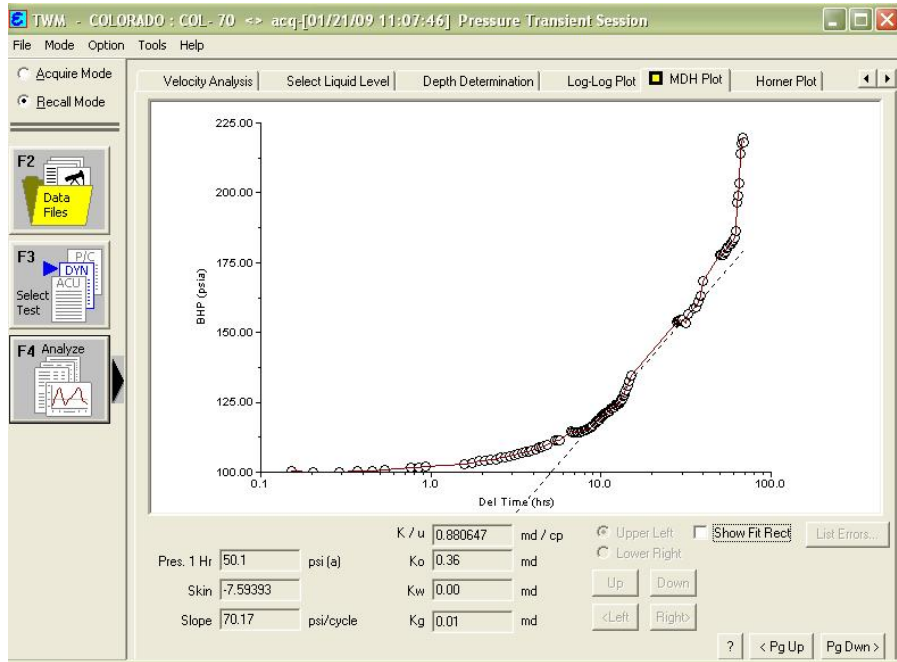 TWM - COLORADO : COL- 70 <> acq-[01/21/09 11:07:46] Pressure Transient Session
File Mode Option Tools Help
Acquire Mode
Recall Mode
Velocity Analysis Select Liquid Level Depth Determination Log-Log Plot MDH Plot Horner Plot
F2
Data
Files
F3
P/C
DYN
ACU
Select
Test
F4 Analyze
225.00
200.00
175.00
150.00
125.00
100.00
BHP (psia)
0.1 1.0 10.0 100.0
Del Time (hrs)
Pres. 1 Hr 50.1 psi (a)
Skin -7.59393
Slope 70.17 psi/cycle
K / u 0.880647 md / cp
Ko 0.36 md
Kw 0.00 md
Kg 0.01 md
Upper Left
Lower Right
Show Fit Rect
List Errors...
Up Down
<Left Right>
? < Pg Up Pg Dwn >